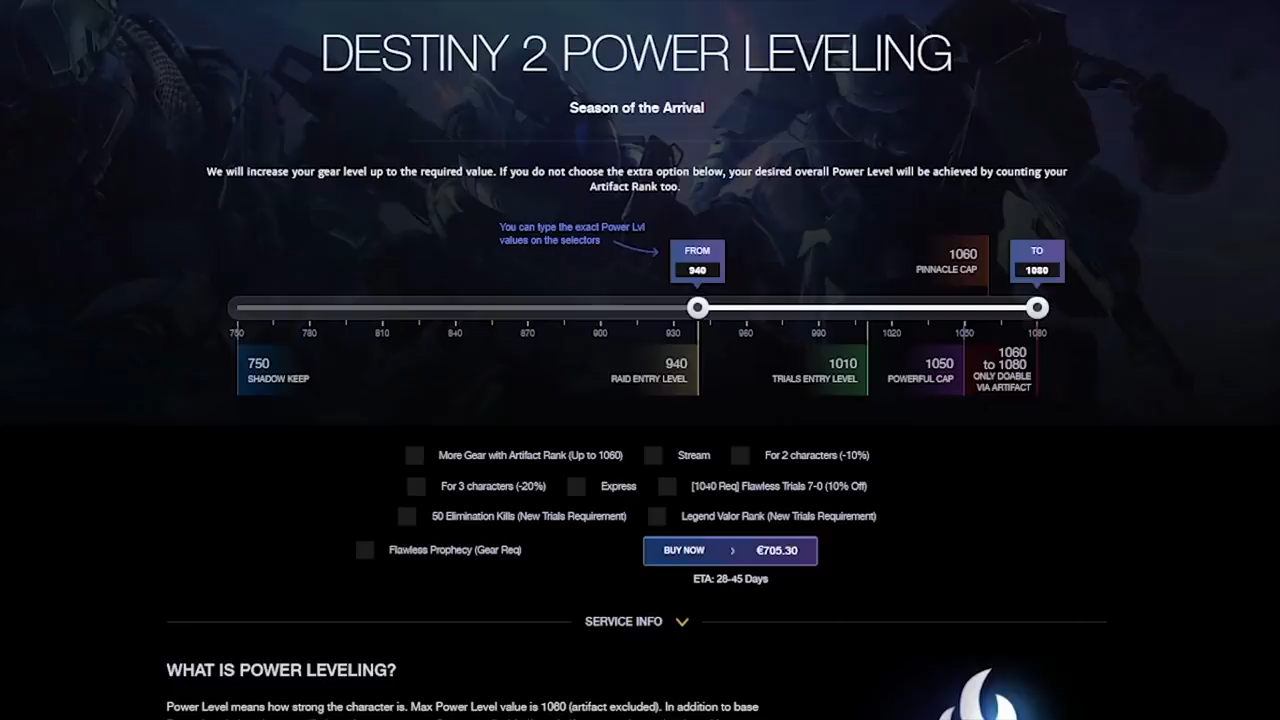 DESTINY 2 POWER LEVELING
Season of the Arrival
We will increase your gear level up to the required value. If you do not choose the extra option below, your desired overall Power Level will be achieved by counting your
Artifact Rank too.
You can type the exact Power Lvl
values on the selectors
FROM
940
1060
PINNACLE CAP
TO
1080
750 780 810 840 870 900 930 960 990 1020 1050 1080
750
SHADOW KEEP
940
RAID ENTRY LEVEL
1010
TRIALS ENTRY LEVEL
1050
POWERFUL CAP
1060
to 1080
ONLY DOABLE
VIA ARTIFACT
More Gear with Artifact Rank (Up to 1060) Stream For 2 characters (-10%)
For 3 characters (-20%) Express [1040 Req] Flawless Trials 7-0 (10% Off)
50 Elimination Kills (New Trials Requirement) Legend Valor Rank (New Trials Requirement)
Flawless Prophecy (Gear Req) BUY NOW › €705.30
ETA: 28-45 Days
SERVICE INFO
WHAT IS POWER LEVELING?
Power Level means how strong the character is. Max Power Level value is 1060 (artifact excluded). In addition to base